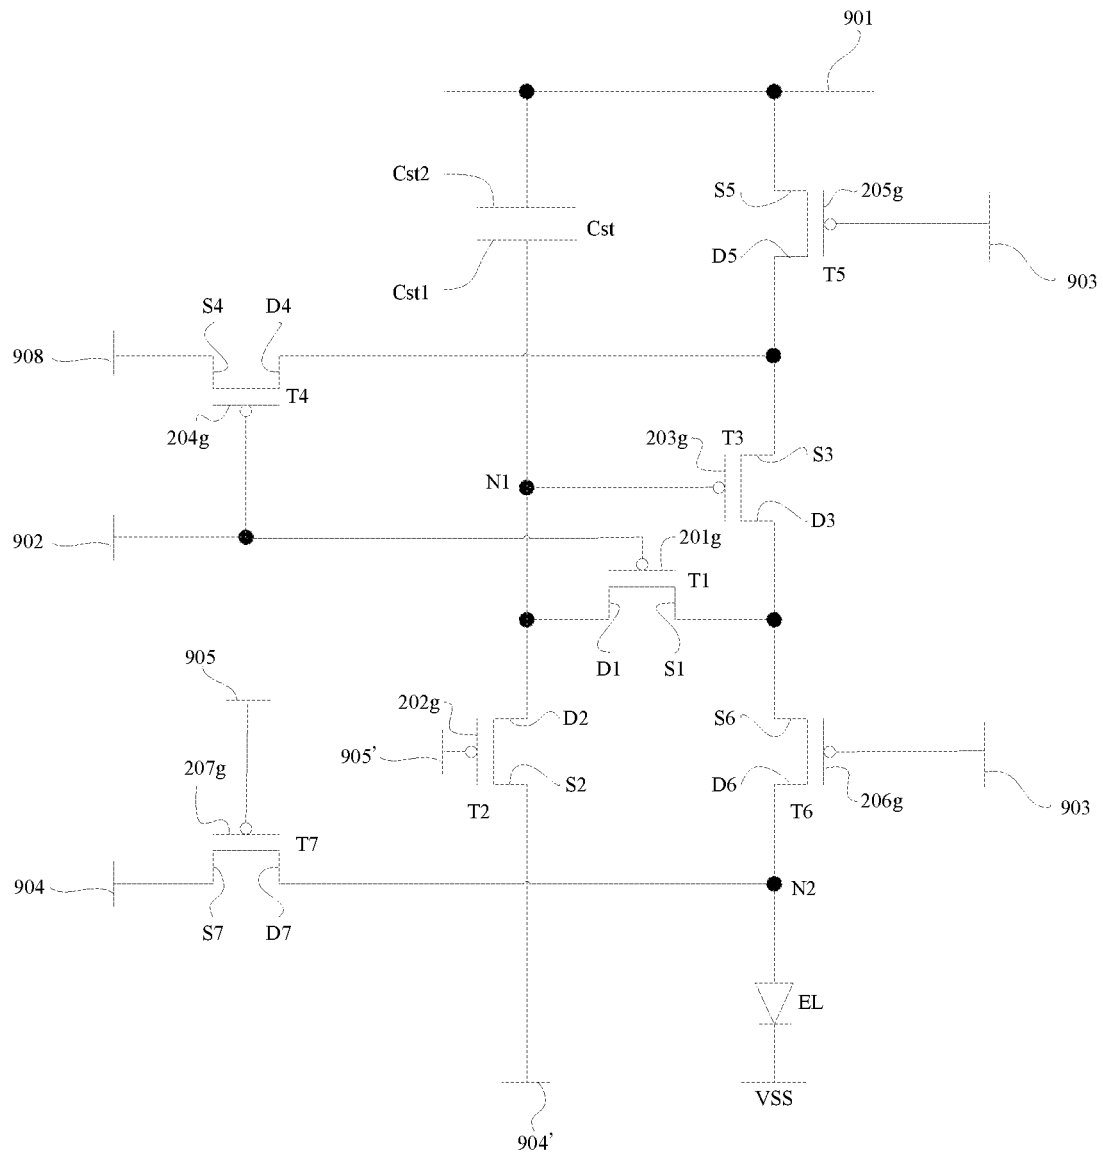 901
Cst2
S5
205g
Cst
D5
T5
903
Cst1
S4
D4
908
T4
204g
203g
T3
S3
N1
D3
902
201g
T1
D1
S1
905
202g
D2
S6
905’
207g
S2
D6
T2
T6
206g
903
T7
904
N2
S7
D7
EL
VSS
904’